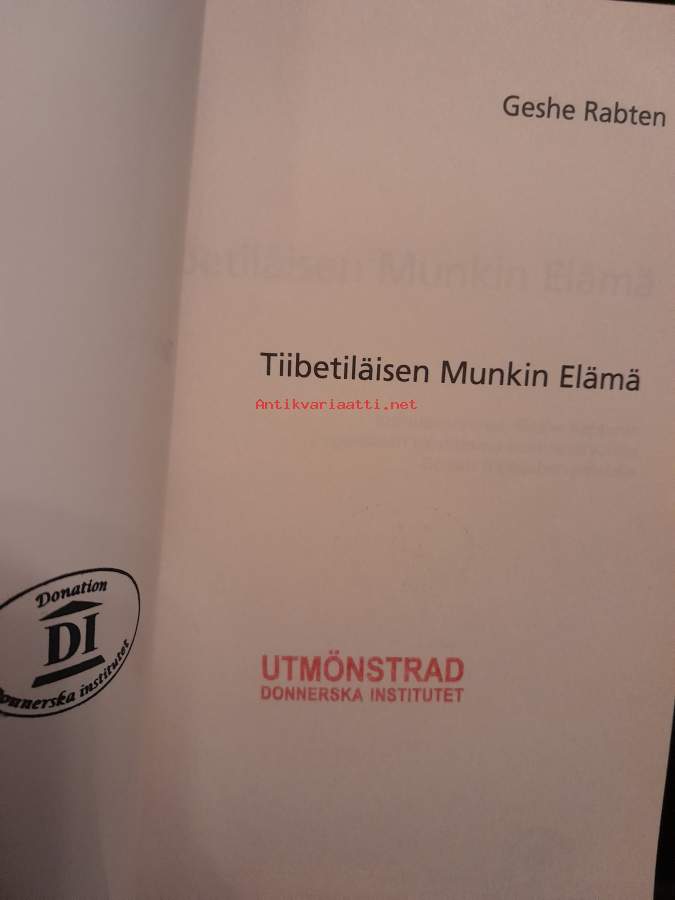 Geshe Rabten
Tiibetiläisen Munkin Elämä
Antikvariaatti.net
Donation
DI
Donnerska institutet
UTMÖNSTRAD
DONNERSKA INSTITUTET